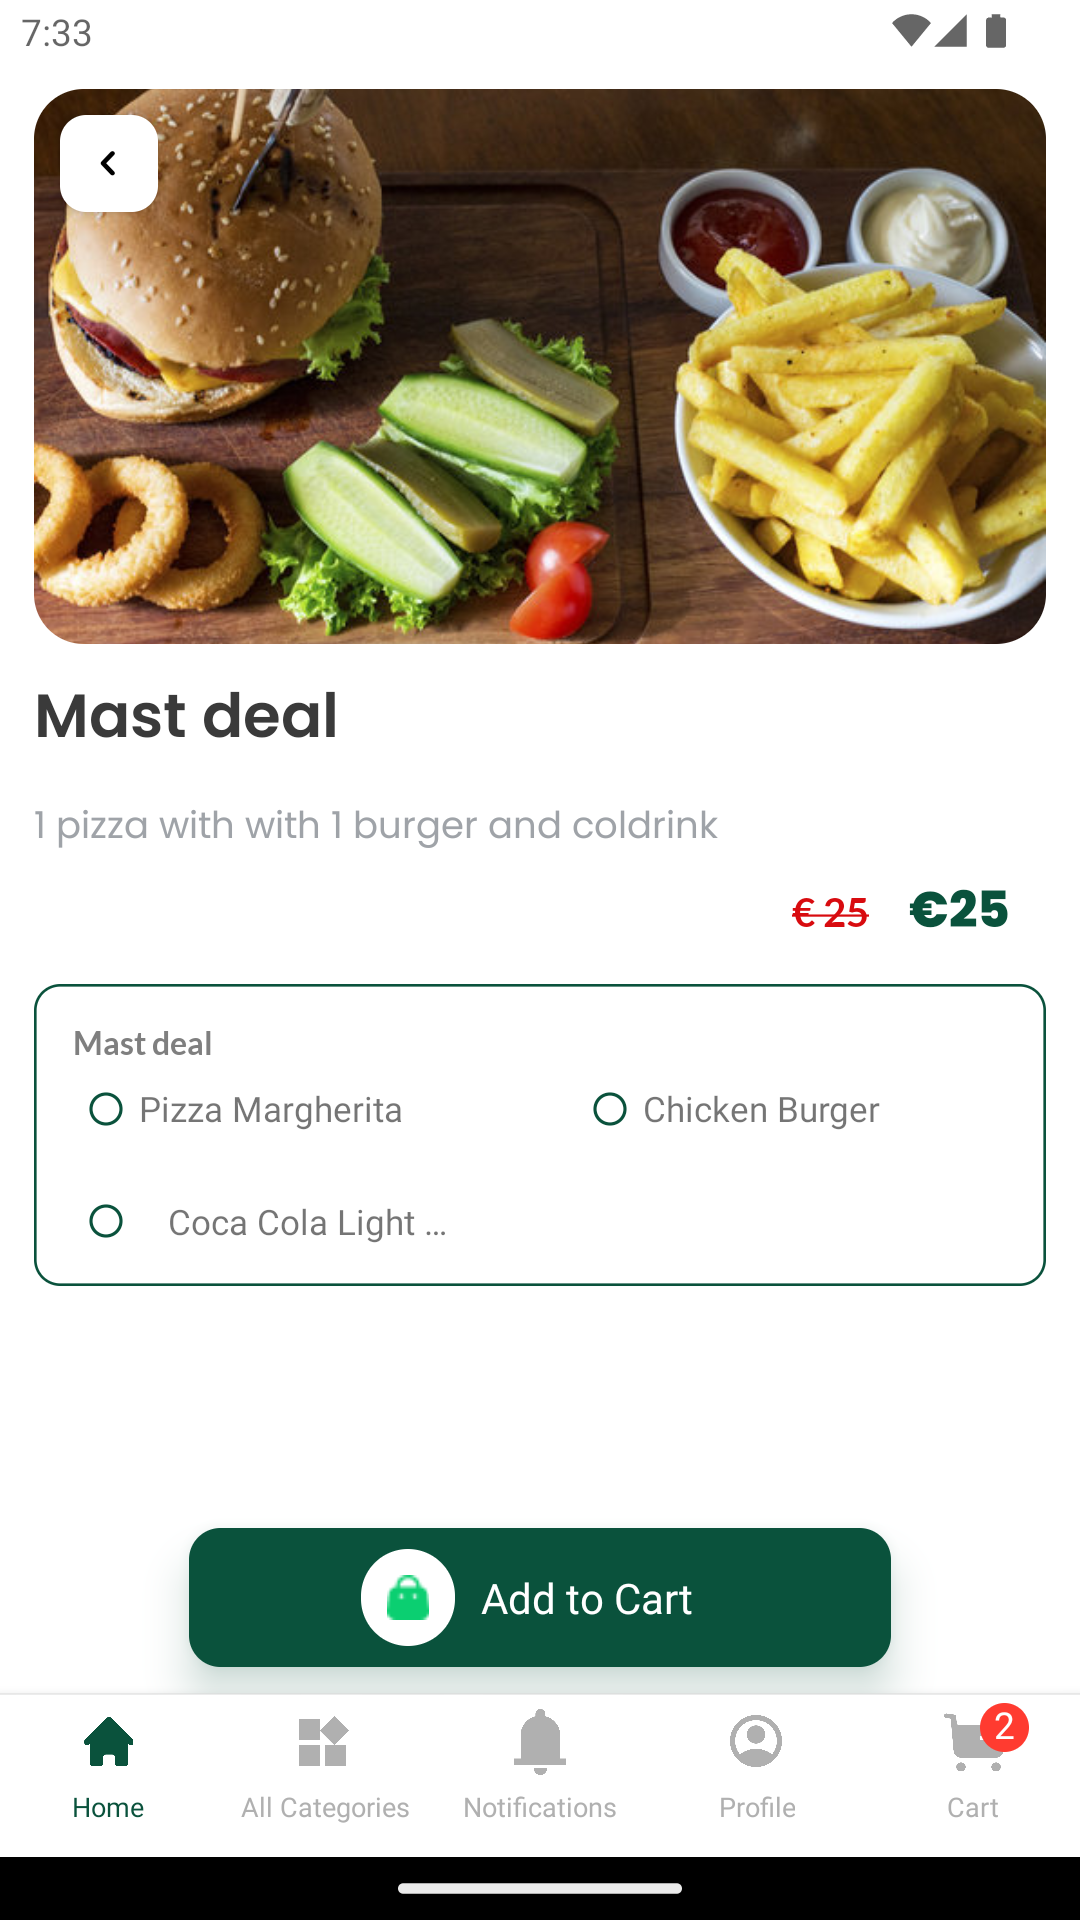 7:33
Mast deal
1 pizza with with 1 burger and coldrink
€ 25 €25
Mast deal
Pizza Margherita Chicken Burger
Coca Cola Light ...
Add to Cart
2
Home All Categories Notifications Profile Cart